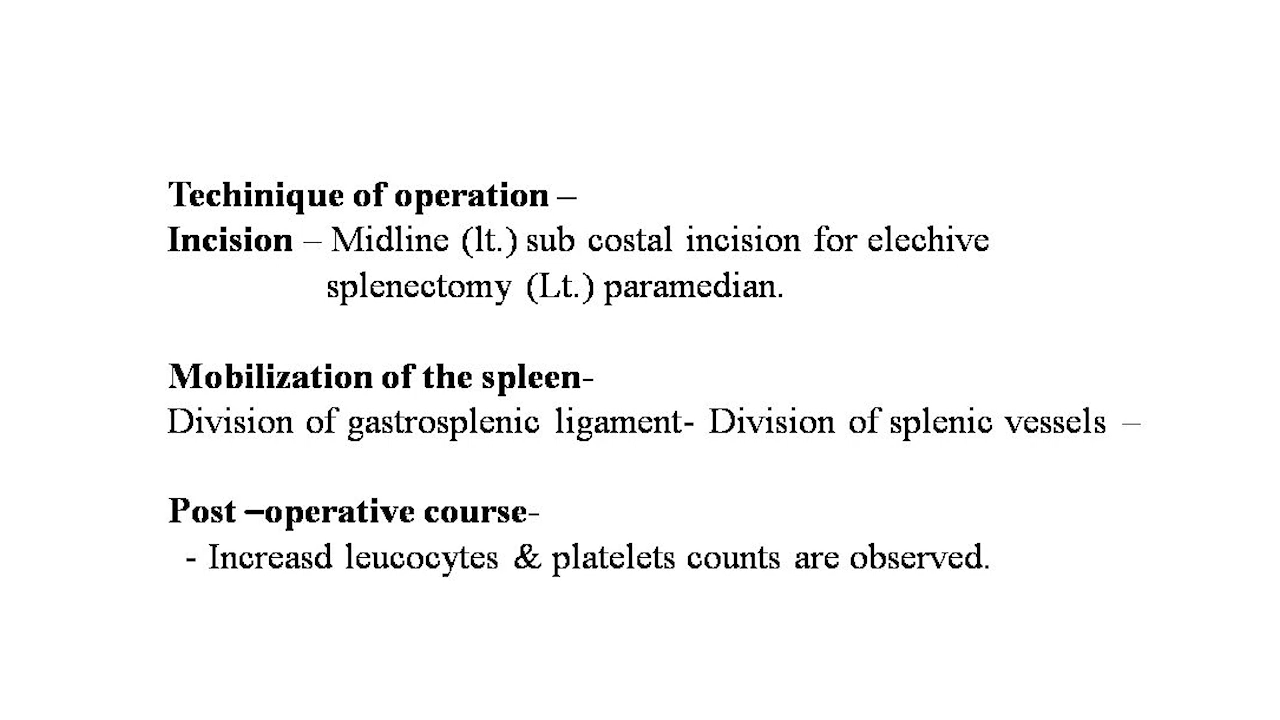 Techinique of operation –
Incision – Midline (lt.) sub costal incision for elechive
splenectomy (Lt.) paramedian.
Mobilization of the spleen-
Division of gastrosplenic ligament- Division of splenic vessels –
Post –operative course-
- Increasd leucocytes & platelets counts are observed.